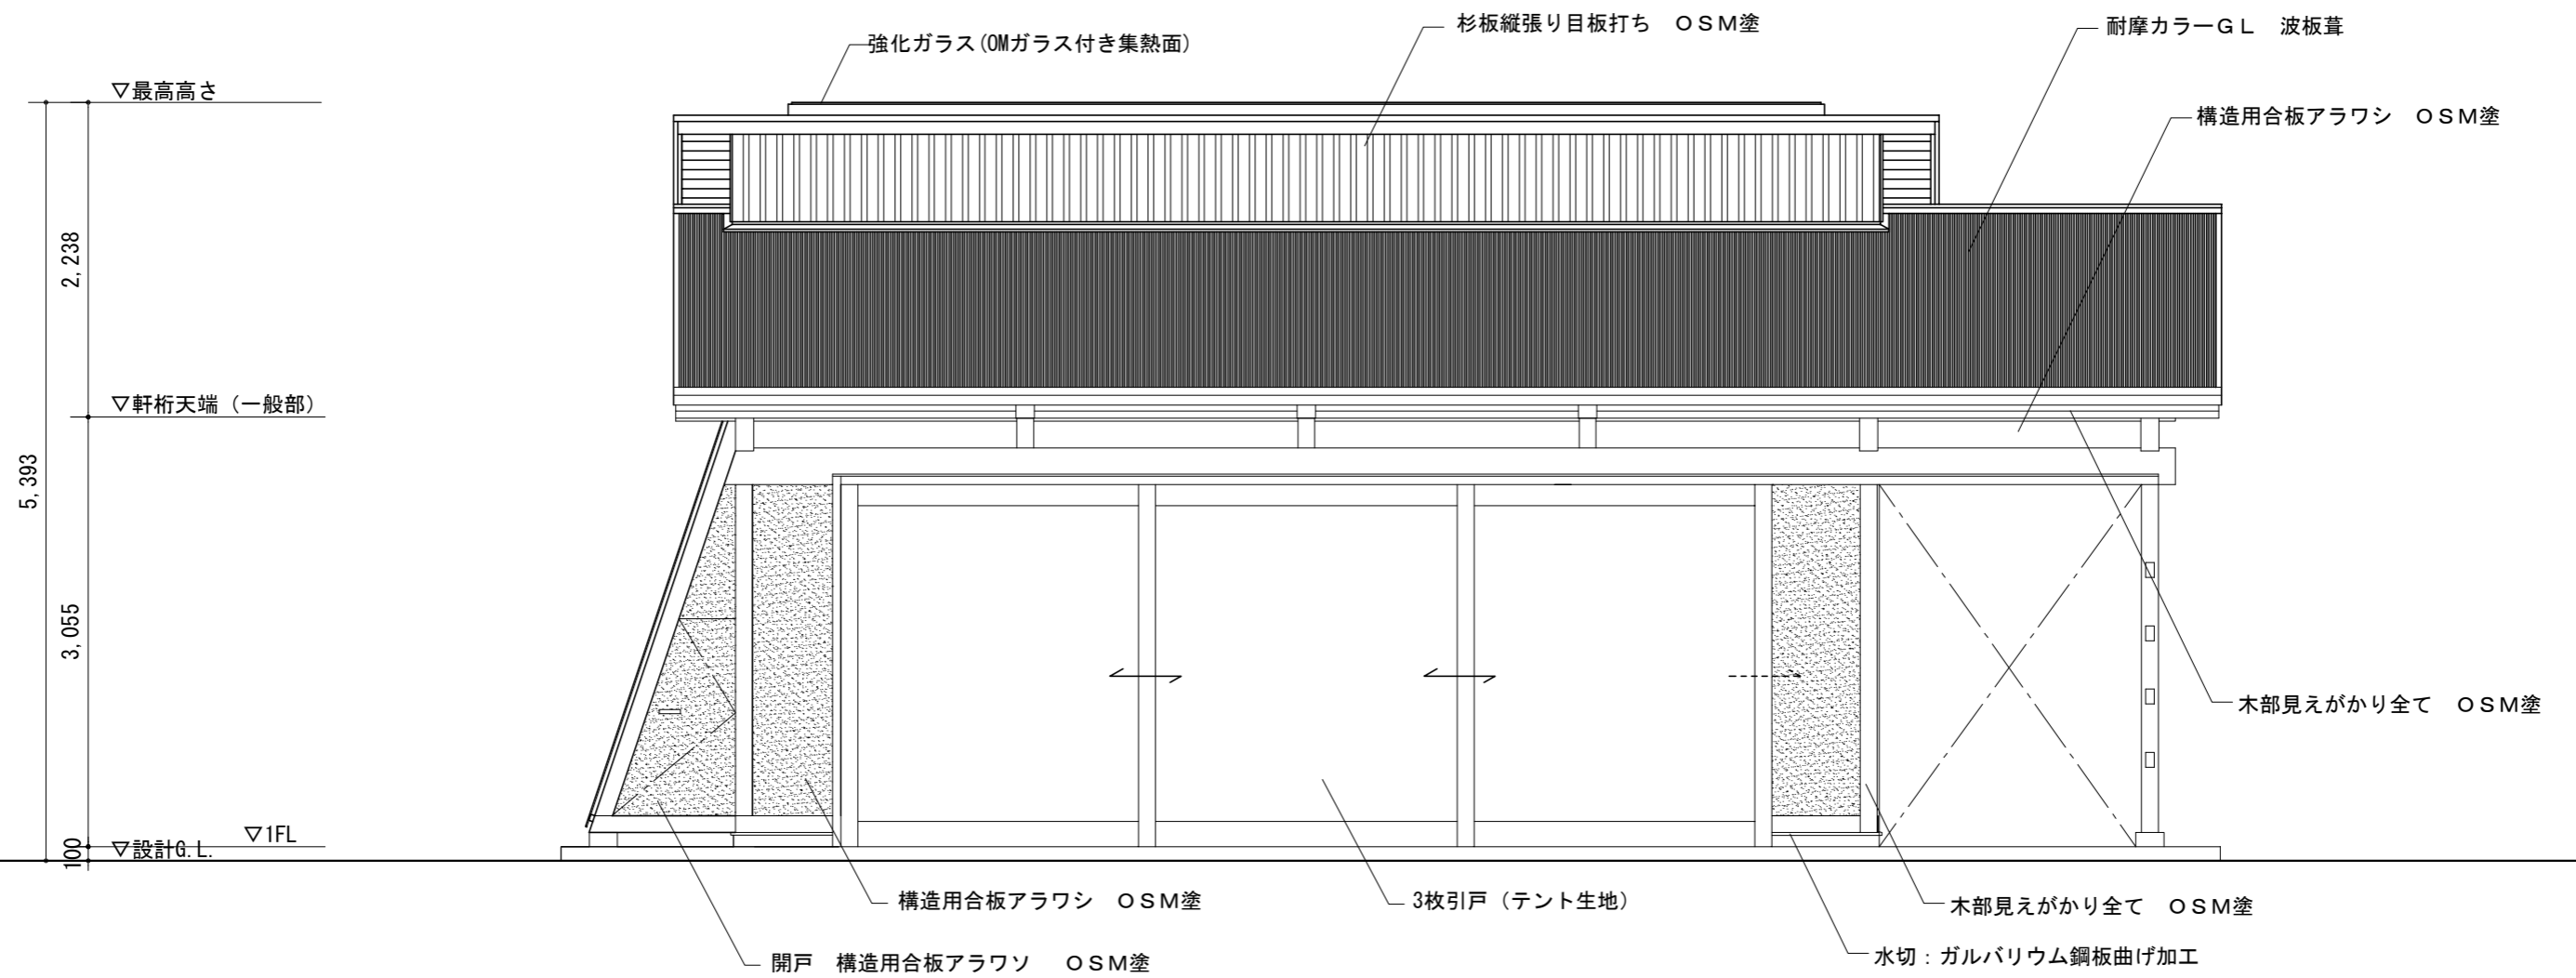 杉板縦張り目板打ち　ＯＳＭ塗
耐摩カラーＧＬ　波板葺
強化ガラス(OMガラス付き集熱面)
▽最高高さ
構造用合板アラワシ　ＯＳＭ塗
2,238
▽軒桁天端（一般部）
5,393
3,055
木部見えがかり全て　ＯＳＭ塗
▽1FL
▽設計G.L.
100
構造用合板アラワシ　ＯＳＭ塗
3枚引戸（テント生地）
木部見えがかり全て　ＯＳＭ塗
水切：ガルバリウム鋼板曲げ加工
開戸　構造用合板アラワソ　ＯＳＭ塗